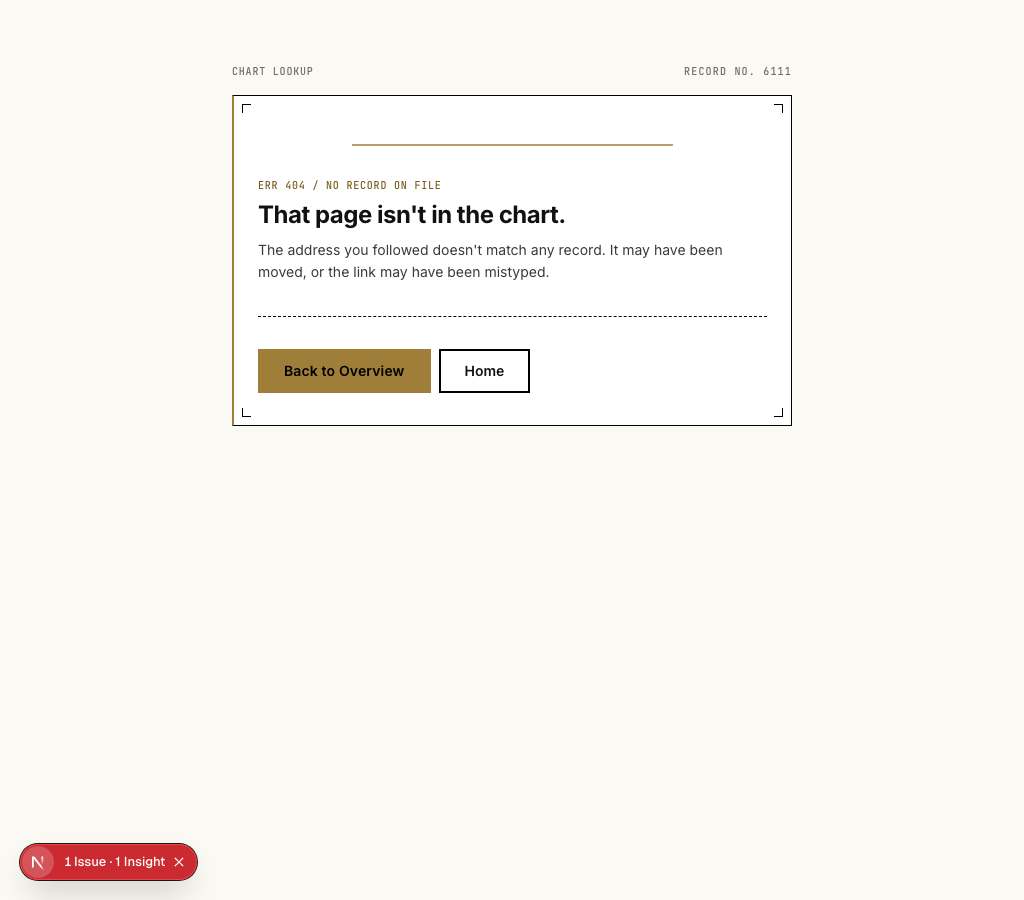 CHART LOOKUP
RECORD NO. 6111
ERR 404 / NO RECORD ON FILE
That page isn't in the chart.
The address you followed doesn't match any record. It may have been
moved, or the link may have been mistyped.
Back to Overview
Home
1 Issue · 1 Insight